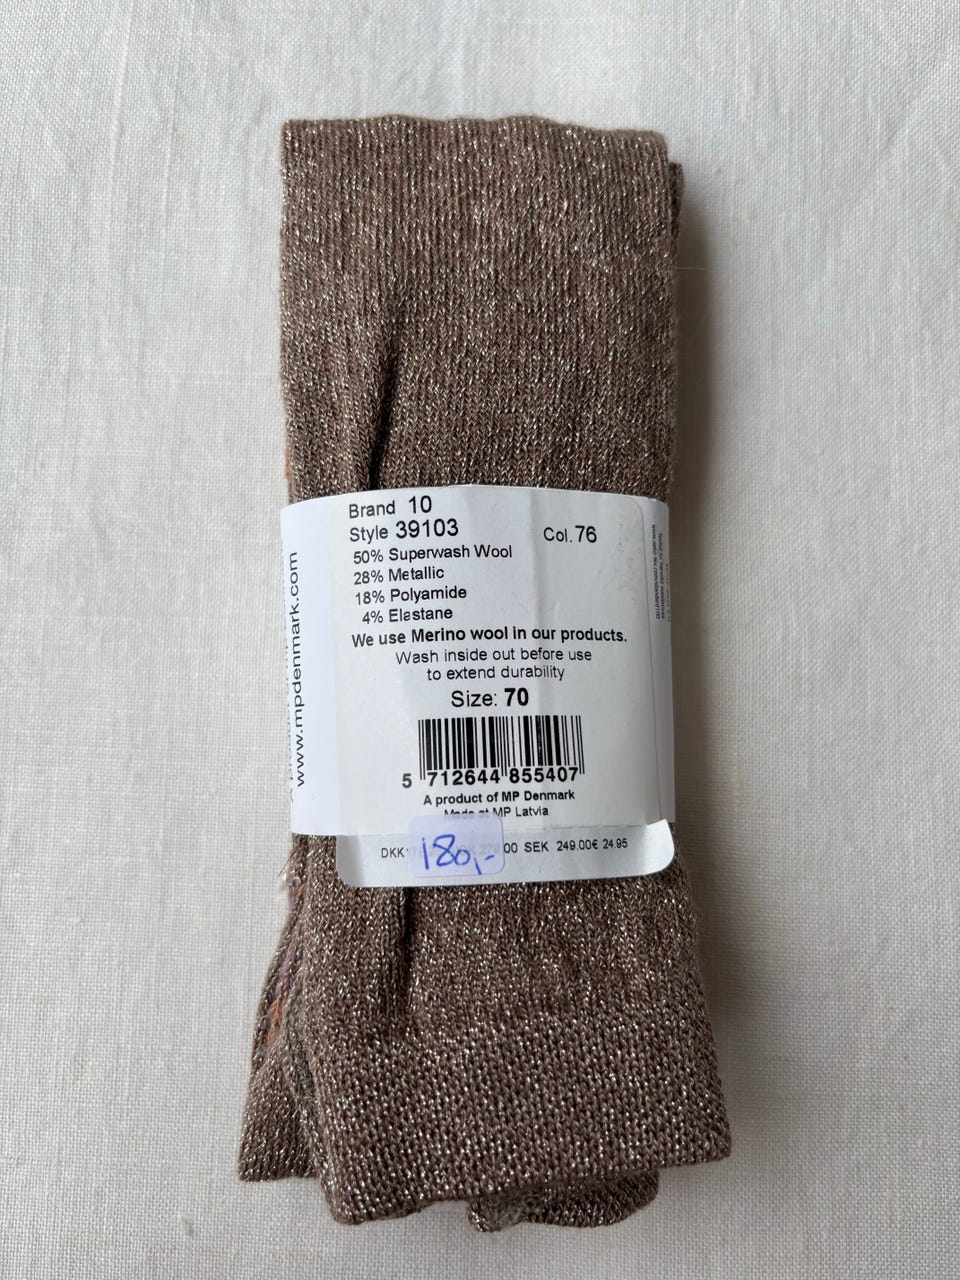 Brand 10
Style 39103
Col. 76
50% Superwash Wool
28% Metallic
18% Polyamide
4% Elastane
We use Merino wool in our products.
Wash inside out before use
to extend durability
Size: 70
5 712644 855407
A product of MP Denmark
Made at MP Latvia
DKK 00 SEK 249.00€ 24.95
180,-
www.mpdenmark.com